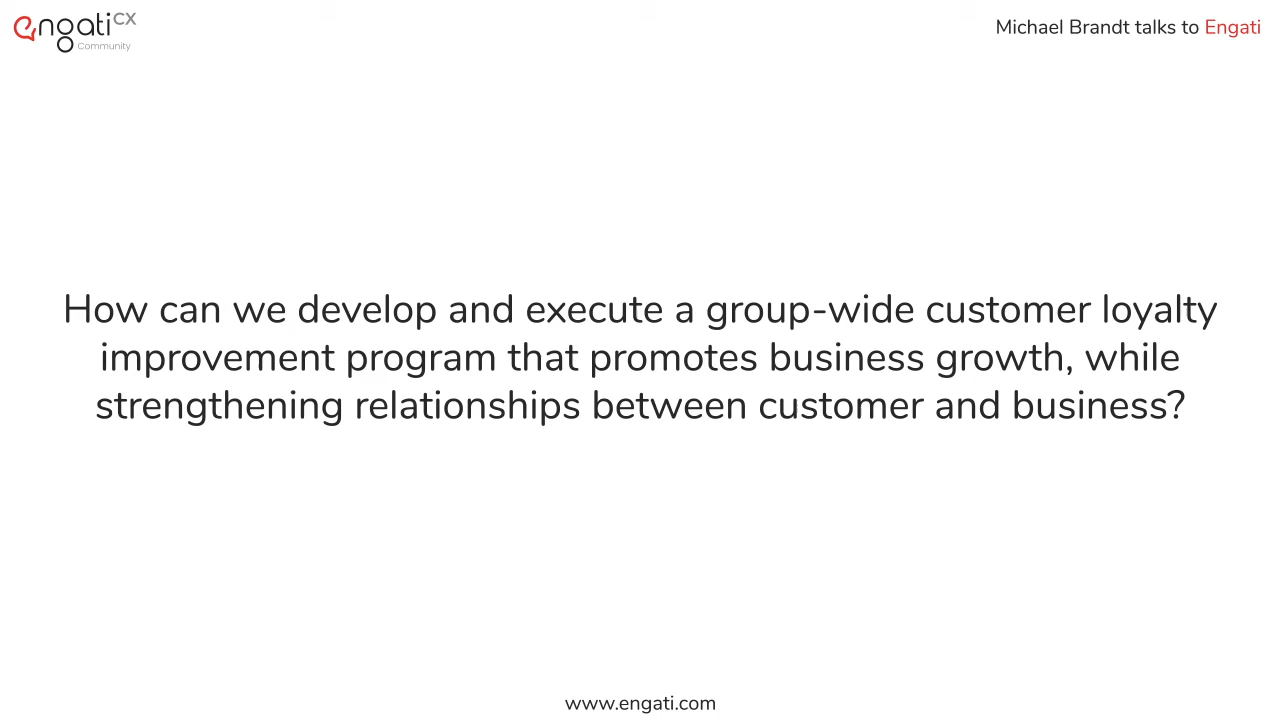 engati CX
Community
Michael Brandt talks to Engati
How can we develop and execute a group-wide customer loyalty
improvement program that promotes business growth, while
strengthening relationships between customer and business?
www.engati.com